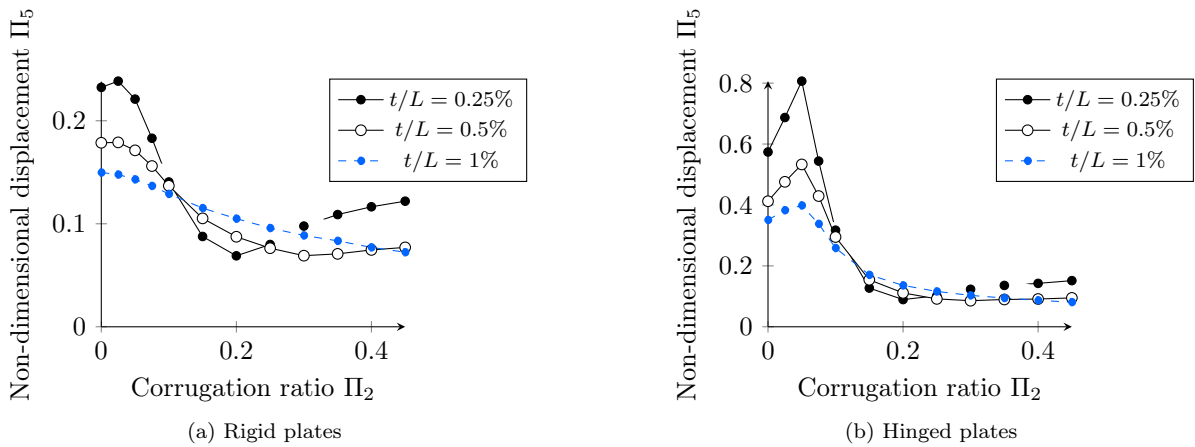 Non-dimensional displacement Π5
0.2
0.1
0
0
0.2
0.4
Corrugation ratio Π2
t/L = 0.25%
t/L = 0.5%
t/L = 1%
(a) Rigid plates
Non-dimensional displacement Π5
0.8
0.6
0.4
0.2
0
0
0.2
0.4
Corrugation ratio Π2
t/L = 0.25%
t/L = 0.5%
t/L = 1%
(b) Hinged plates